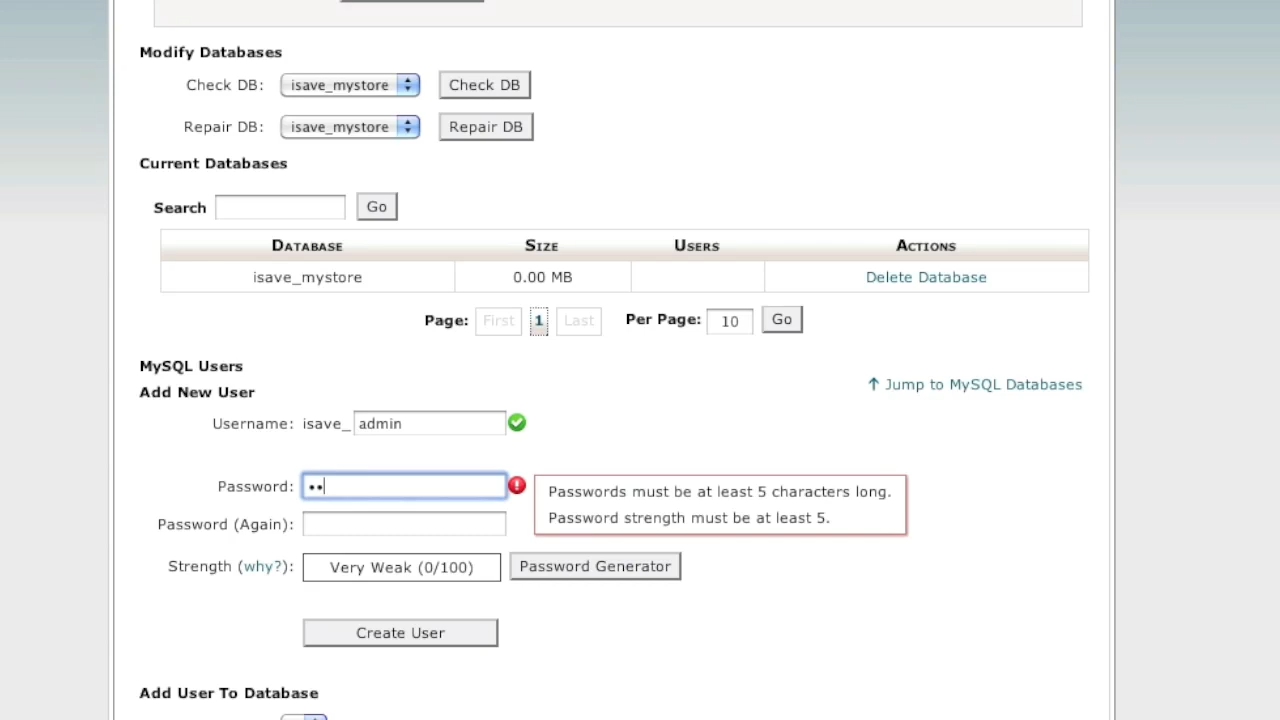 Modify Databases
Check DB: isave_mystore Check DB
Repair DB: isave_mystore Repair DB
Current Databases
Search Go
Database Size Users Actions
isave_mystore 0.00 MB Delete Database
Page: First 1 Last Per Page: 10 Go
MySQL Users
↑ Jump to MySQL Databases
Add New User
Username: isave_ admin
Password: ••
Passwords must be at least 5 characters long.
Password strength must be at least 5.
Password (Again):
Strength (why?): Very Weak (0/100) Password Generator
Create User
Add User To Database